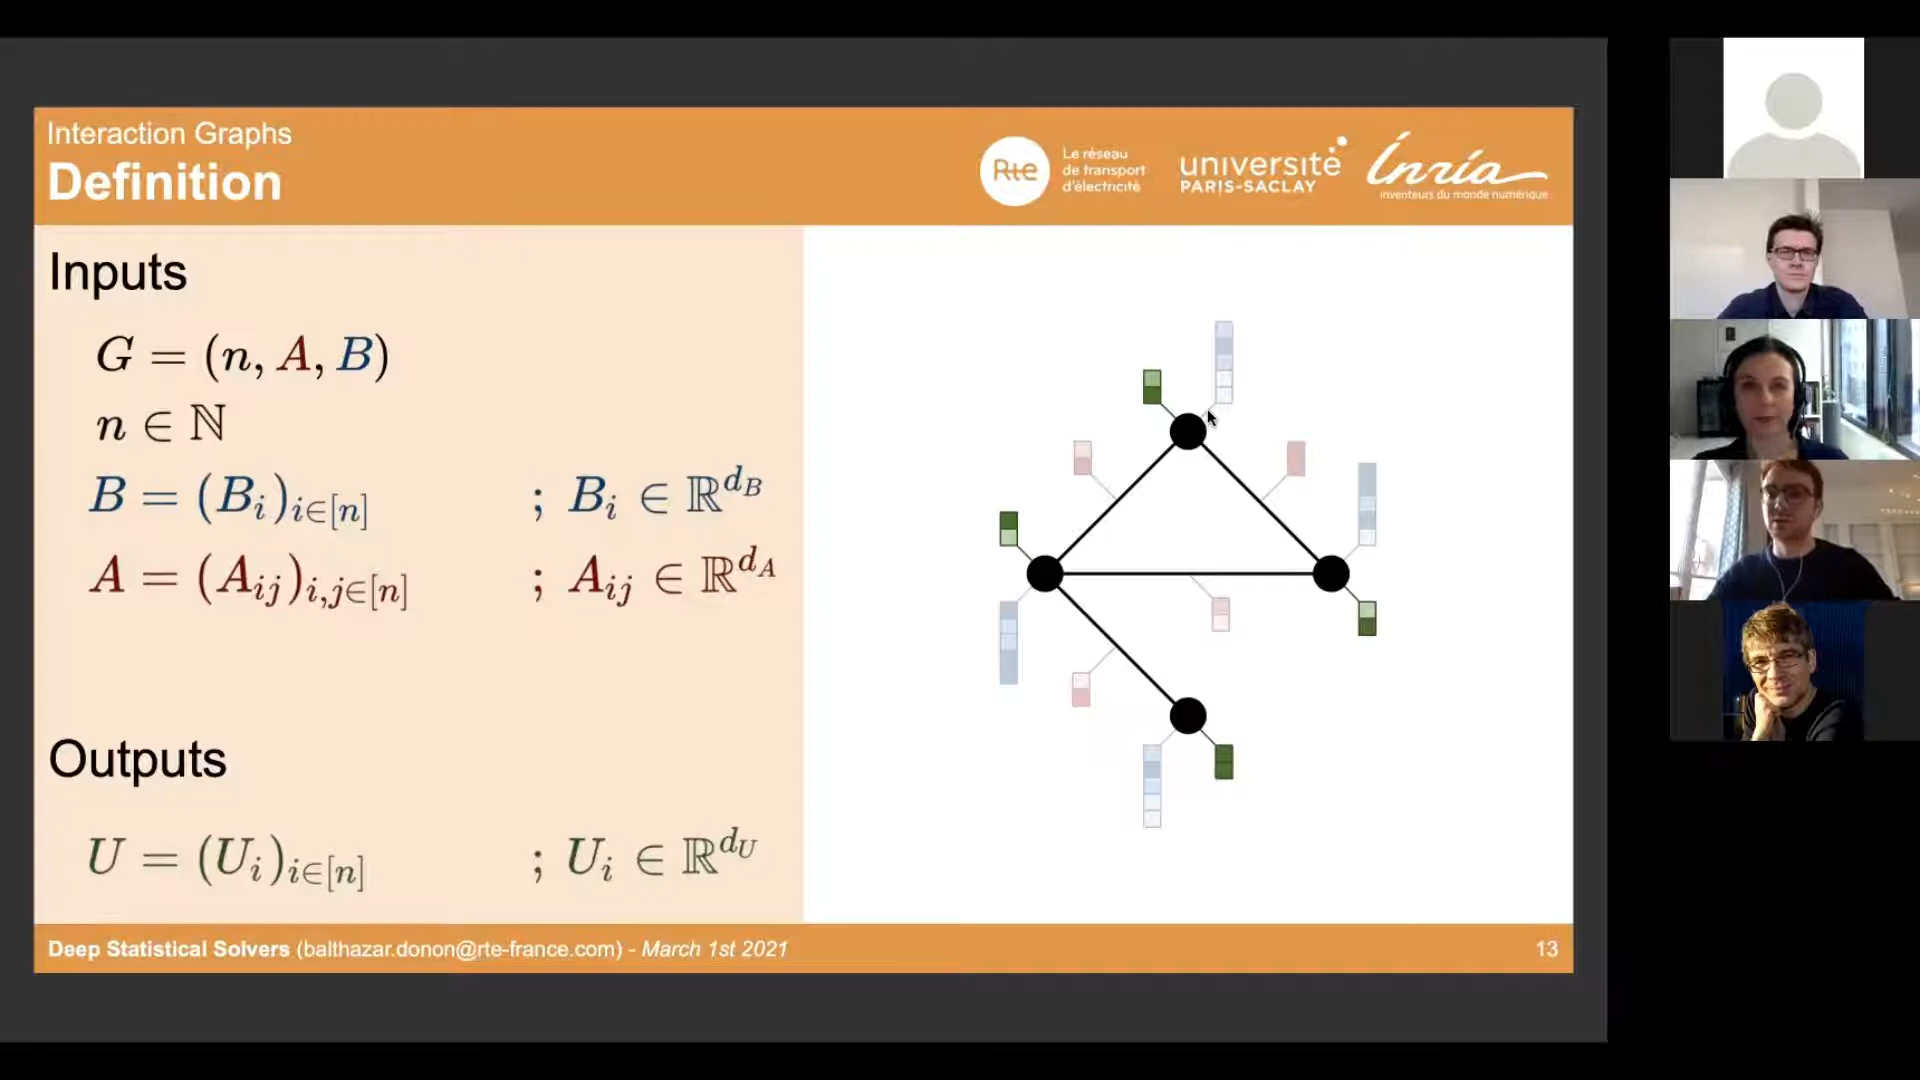 Interaction Graphs
Definition
Rte
Le réseau
de transport
d'électricité
université
PARIS-SACLAY
Inría
inventeurs du monde numérique
Inputs
G = (n, A, B)
n ∈ ℕ
B = (B_i)_{i∈[n]} ; B_i ∈ ℝ^{d_B}
A = (A_{ij})_{i,j∈[n]} ; A_{ij} ∈ ℝ^{d_A}
Outputs
U = (U_i)_{i∈[n]} ; U_i ∈ ℝ^{d_U}
Deep Statistical Solvers (balthazar.donon@rte-france.com) - March 1st 2021
13